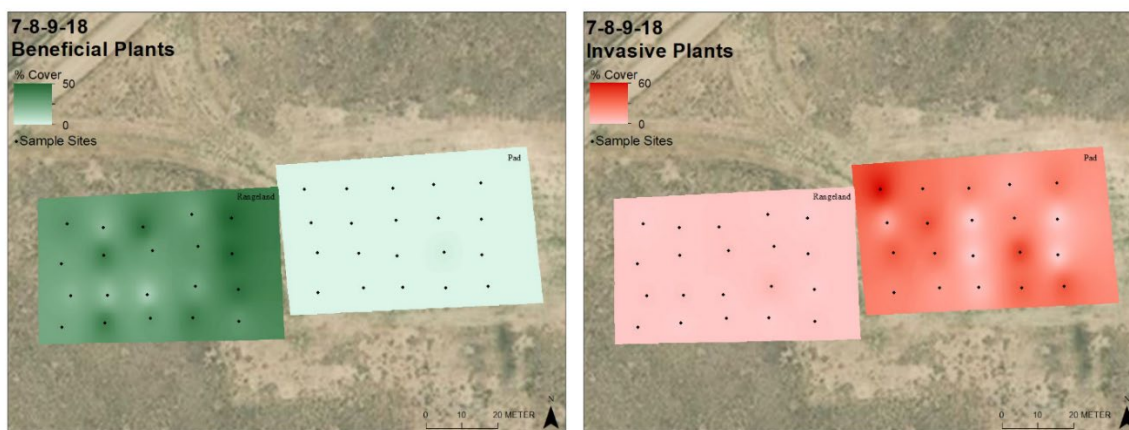 7-8-9-18
Beneficial Plants
% Cover
50
0
•Sample Sites
Pad
Rangeland
N
0 10 20 METER
7-8-9-18
Invasive Plants
% Cover
60
0
•Sample Sites
Pad
Rangeland
N
0 10 20 METER